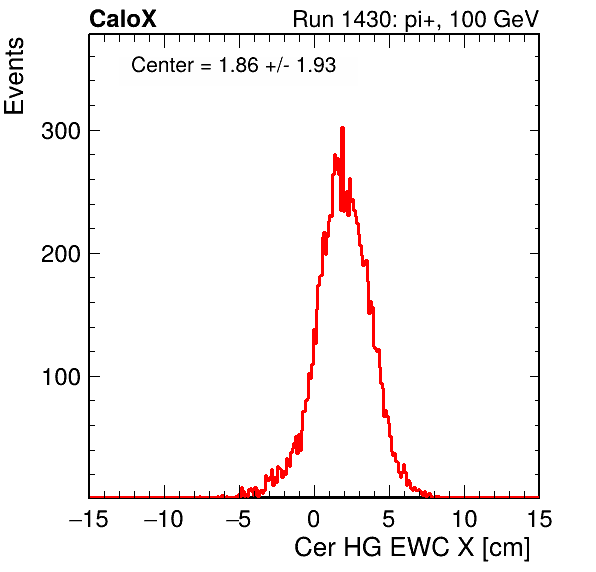 CaloX Run 1430: pi+, 100 GeV
Events
Center = 1.86 +/- 1.93
300
200
100
−15 −10 −5 0 5 10 15
Cer HG EWC X [cm]